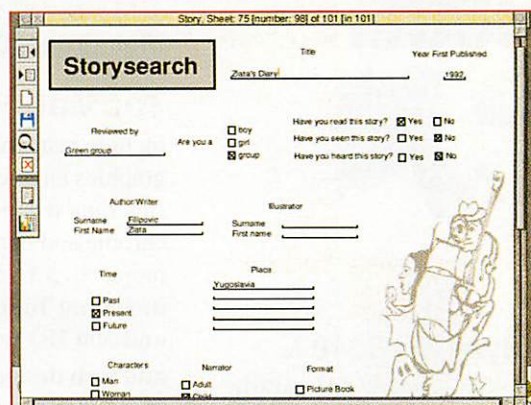 Story, Sheet: 75 [number: 98] of 101 [in 101]
Storysearch
Title
Year First Published
Zlata's Diary
1992
Reviewed by
Green group
Are you a
boy
girl
group
Have you read this story? Yes No
Have you seen this story? Yes No
Have you heard this story? Yes No
Author/Writer
Surname Filipovic
First Name Zlata
Illustrator
Surname
First name
Time
Past
Present
Future
Place
Yugoslavia
Characters
Man
Woman
Narrator
Adult
Child
Format
Picture Book